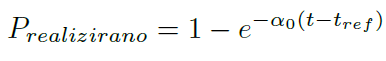 P_{realizirano} = 1 - e^{-\alpha_0(t-t_{ref})}